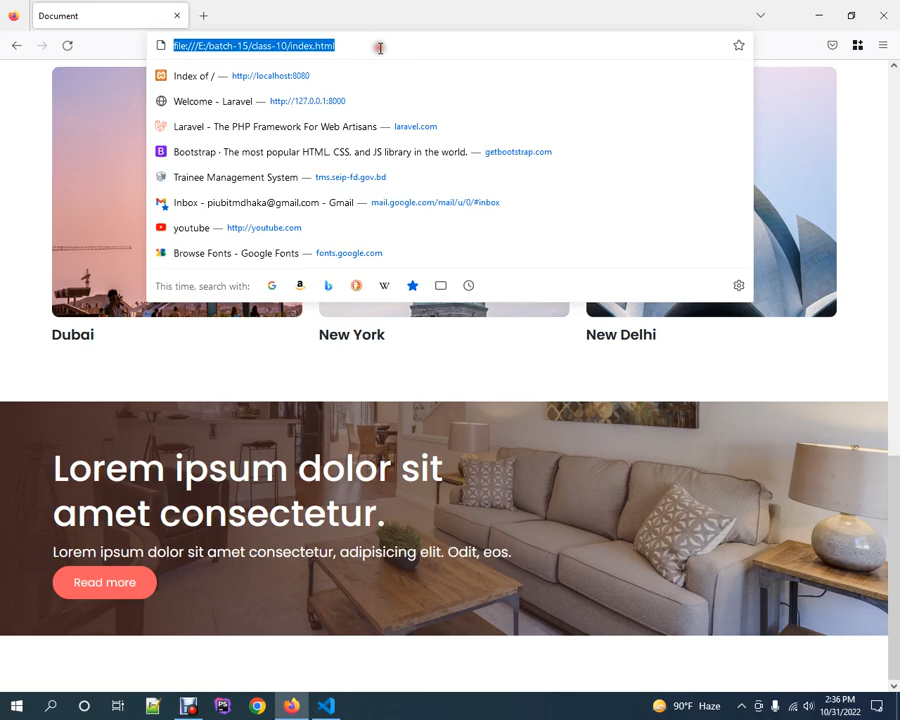 Document
file:///E:/batch-15/class-10/index.html
Index of / — http://localhost:8080
Welcome - Laravel — http://127.0.0.1:8000
Laravel - The PHP Framework For Web Artisans — laravel.com
Bootstrap · The most popular HTML, CSS, and JS library in the world. — getbootstrap.com
Trainee Management System — tms.seip-fd.gov.bd
Inbox - piubitmdhaka@gmail.com - Gmail — mail.google.com/mail/u/0/#inbox
youtube — http://youtube.com
Browse Fonts - Google Fonts — fonts.google.com
This time, search with:
Dubai New York New Delhi
Lorem ipsum dolor sit
amet consectetur.
Lorem ipsum dolor sit amet consectetur, adipisicing elit. Odit, eos.
Read more
90°F Haze
2:36 PM
10/31/2022